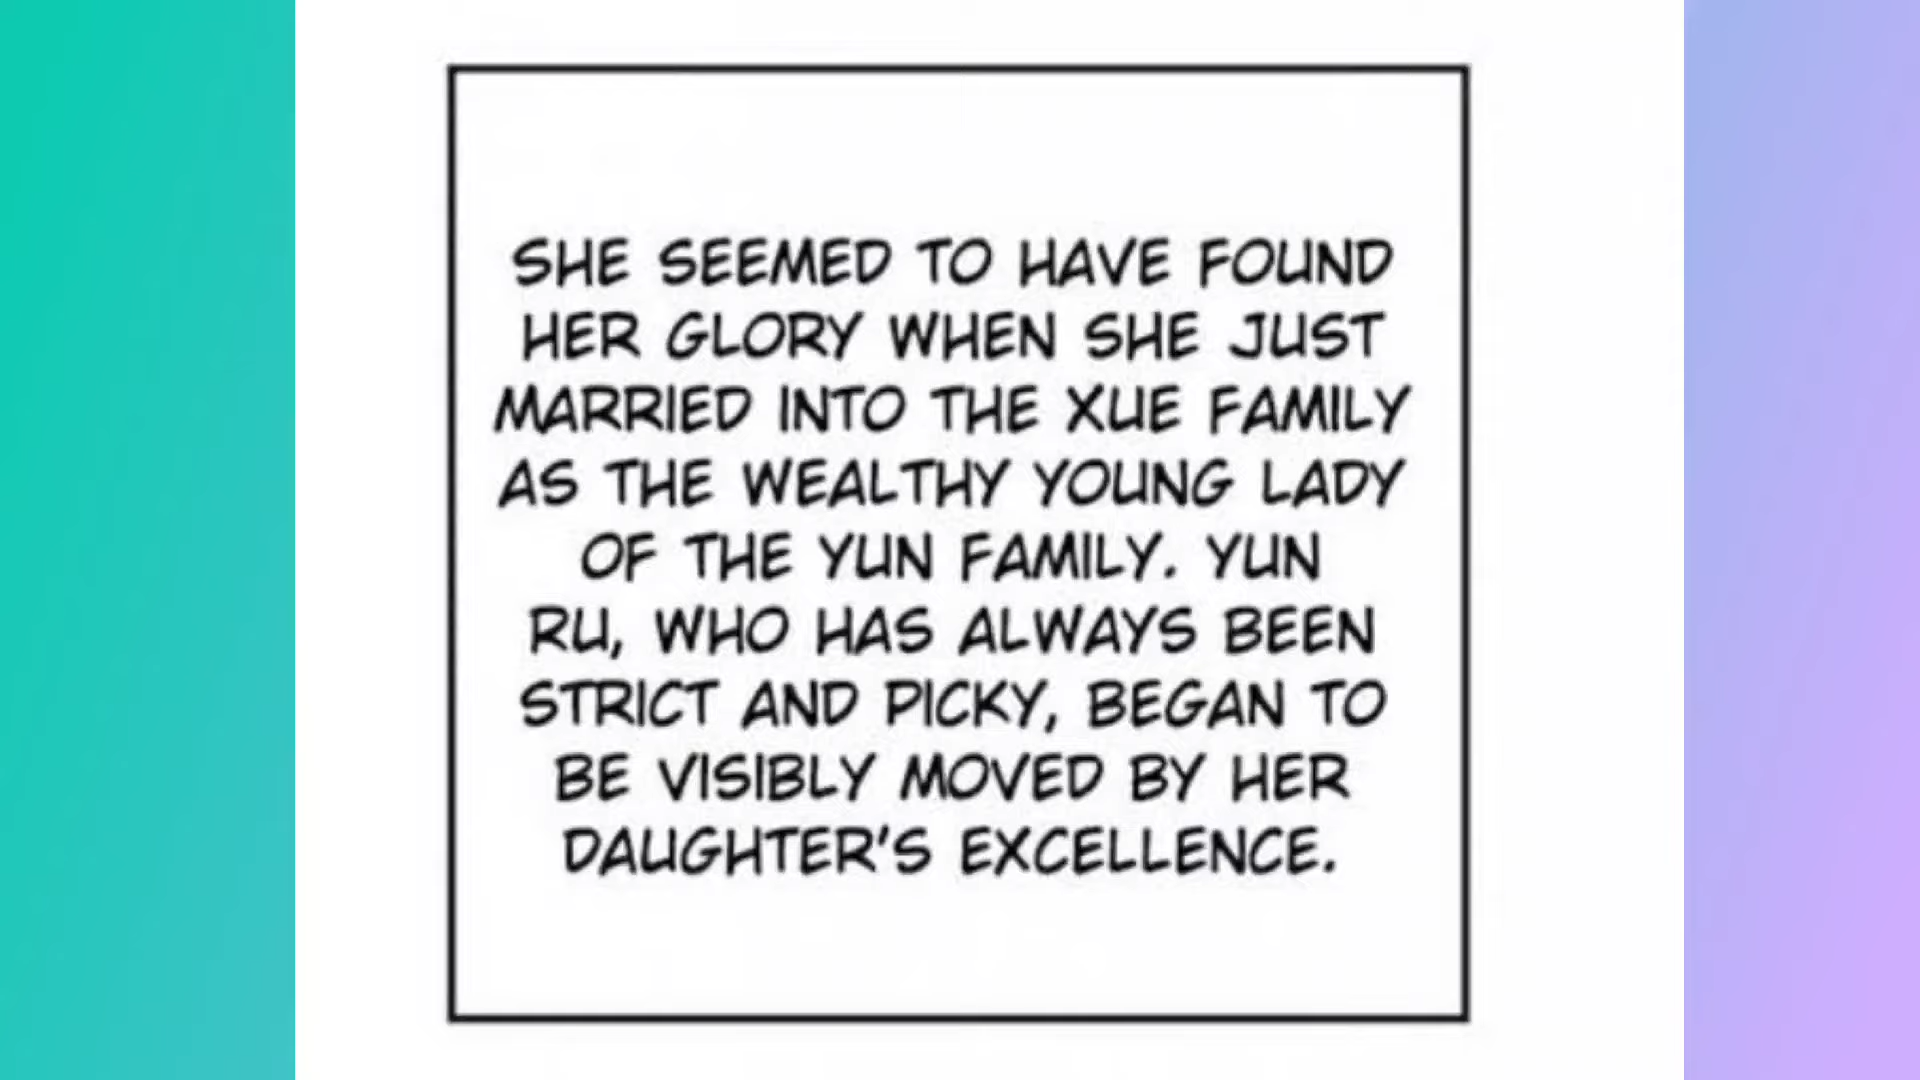 SHE SEEMED TO HAVE FOUND
HER GLORY WHEN SHE JUST
MARRIED INTO THE XUE FAMILY
AS THE WEALTHY YOUNG LADY
OF THE YUN FAMILY. YUN
RU, WHO HAS ALWAYS BEEN
STRICT AND PICKY, BEGAN TO
BE VISIBLY MOVED BY HER
DAUGHTER'S EXCELLENCE.